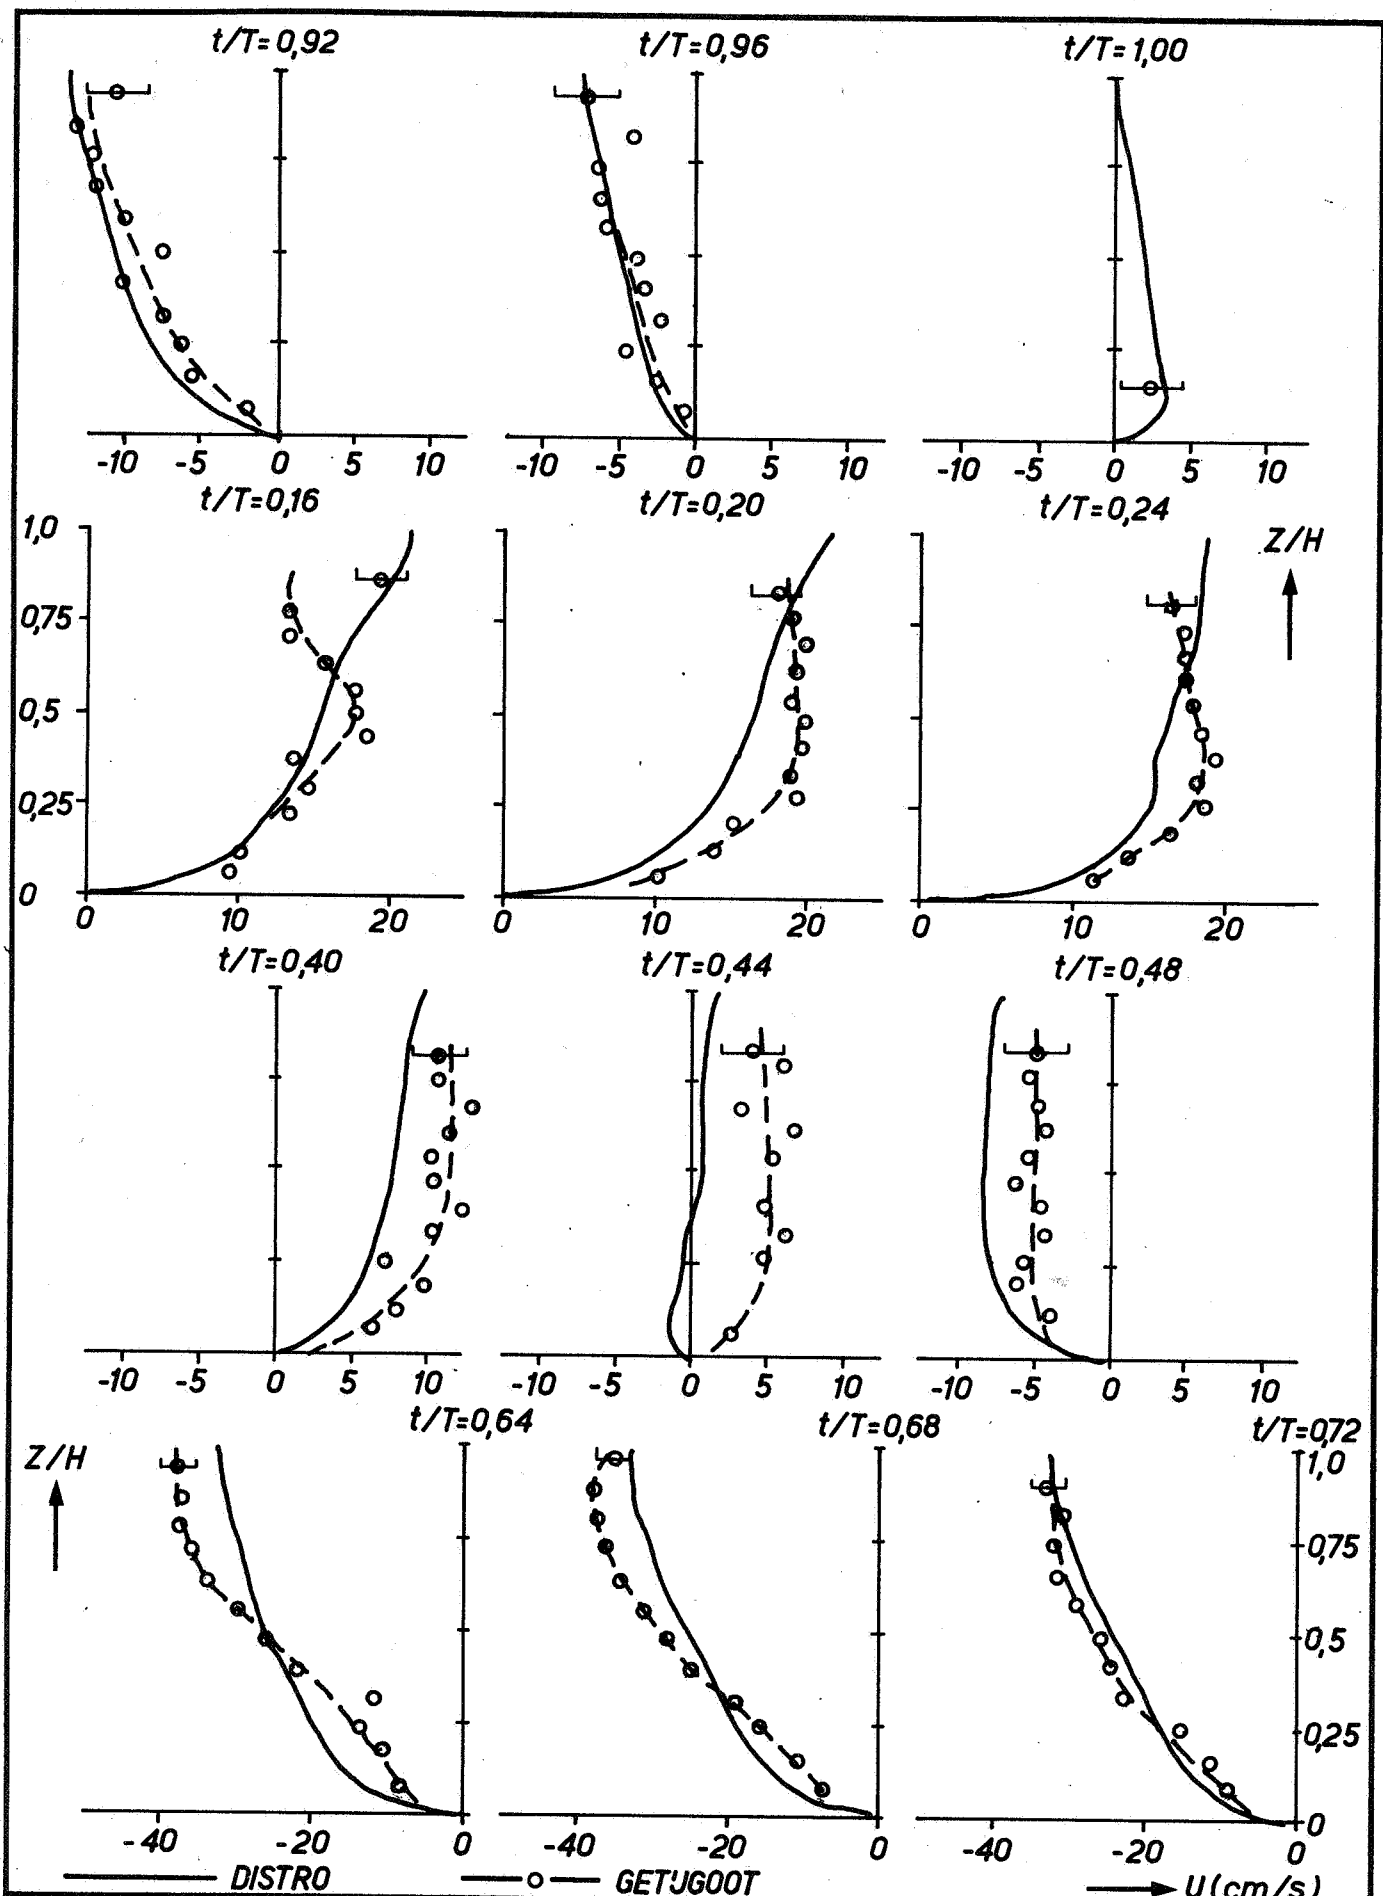 t/T=0,92 t/T=0,96 t/T=1,00
-10 -5 0 5 10 -10 -5 0 5 10 -10 -5 0 5 10
t/T=0,16 t/T=0,20 t/T=0,24
1,0 Z/H
0,75
0,5
0,25
0
0 10 20 0 10 20 0 10 20
t/T=0,40 t/T=0,44 t/T=0,48
-10 -5 0 5 10 -10 -5 0 5 10 -10 -5 0 5 10
t/T=0,64 t/T=0,68 t/T=0,72
Z/H 1,0
0,75
0,5
0,25
0
-40 -20 0 -40 -20 0 -40 -20 0
DISTRO GETIJGOOT U(cm/s)